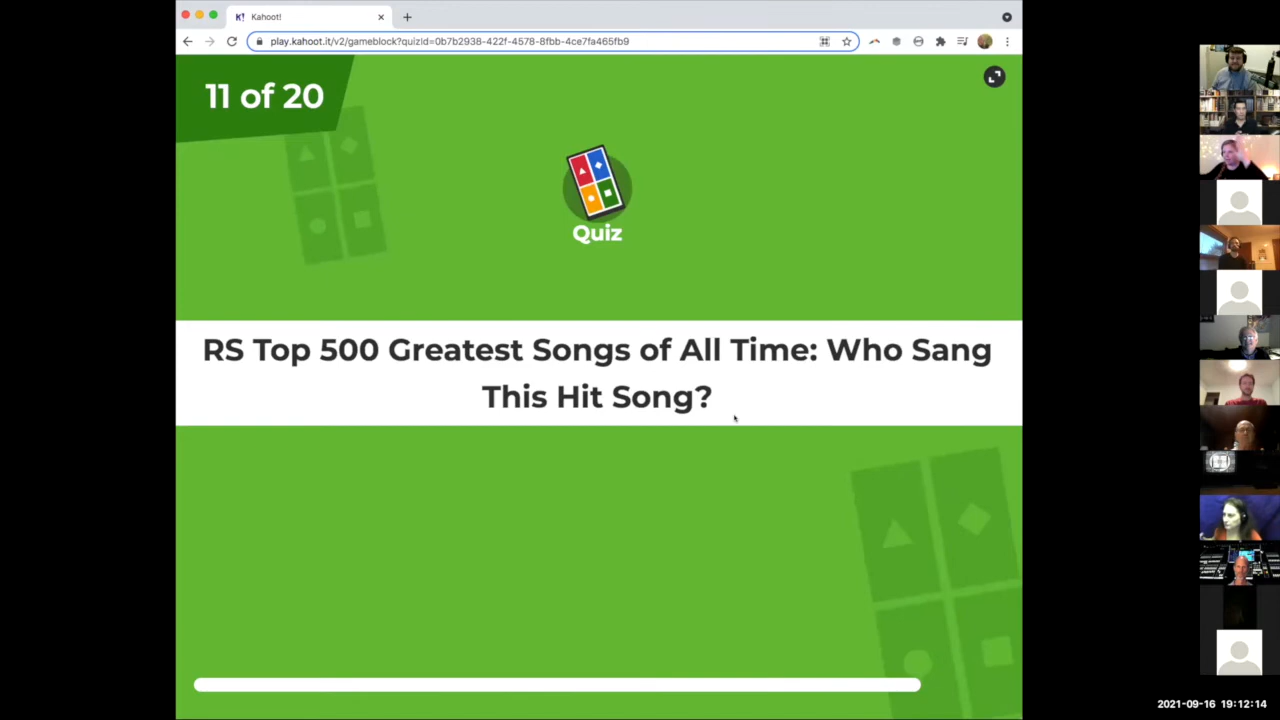 Kahoot!
play.kahoot.it/v2/gameblock?quizId=0b7b2938-422f-4578-8fbb-4ce7fa465fb9
11 of 20
Quiz
RS Top 500 Greatest Songs of All Time: Who Sang
This Hit Song?
2021-09-16 19:12:14